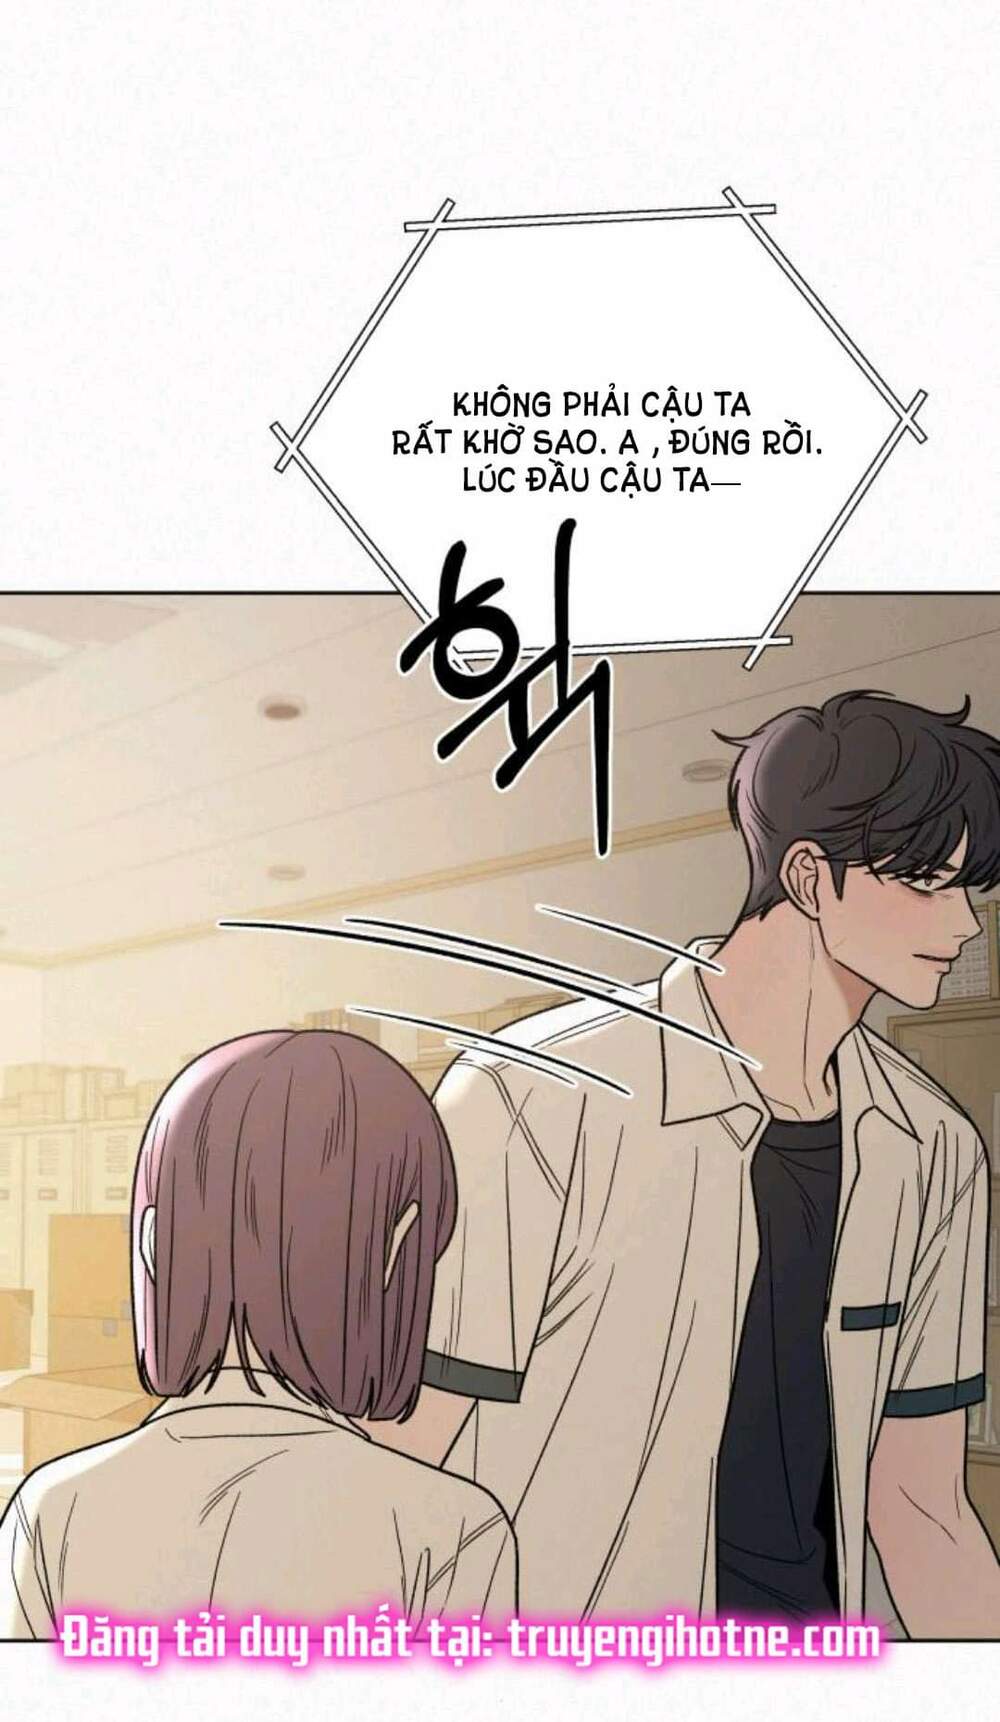 KHÔNG PHẢI CẬU TA
RẤT KHỜ SAO. A , ĐÚNG RỒI.
LÚC ĐẦU CẬU TA—
휙
Đăng tải duy nhất tại: truyengihotne.com